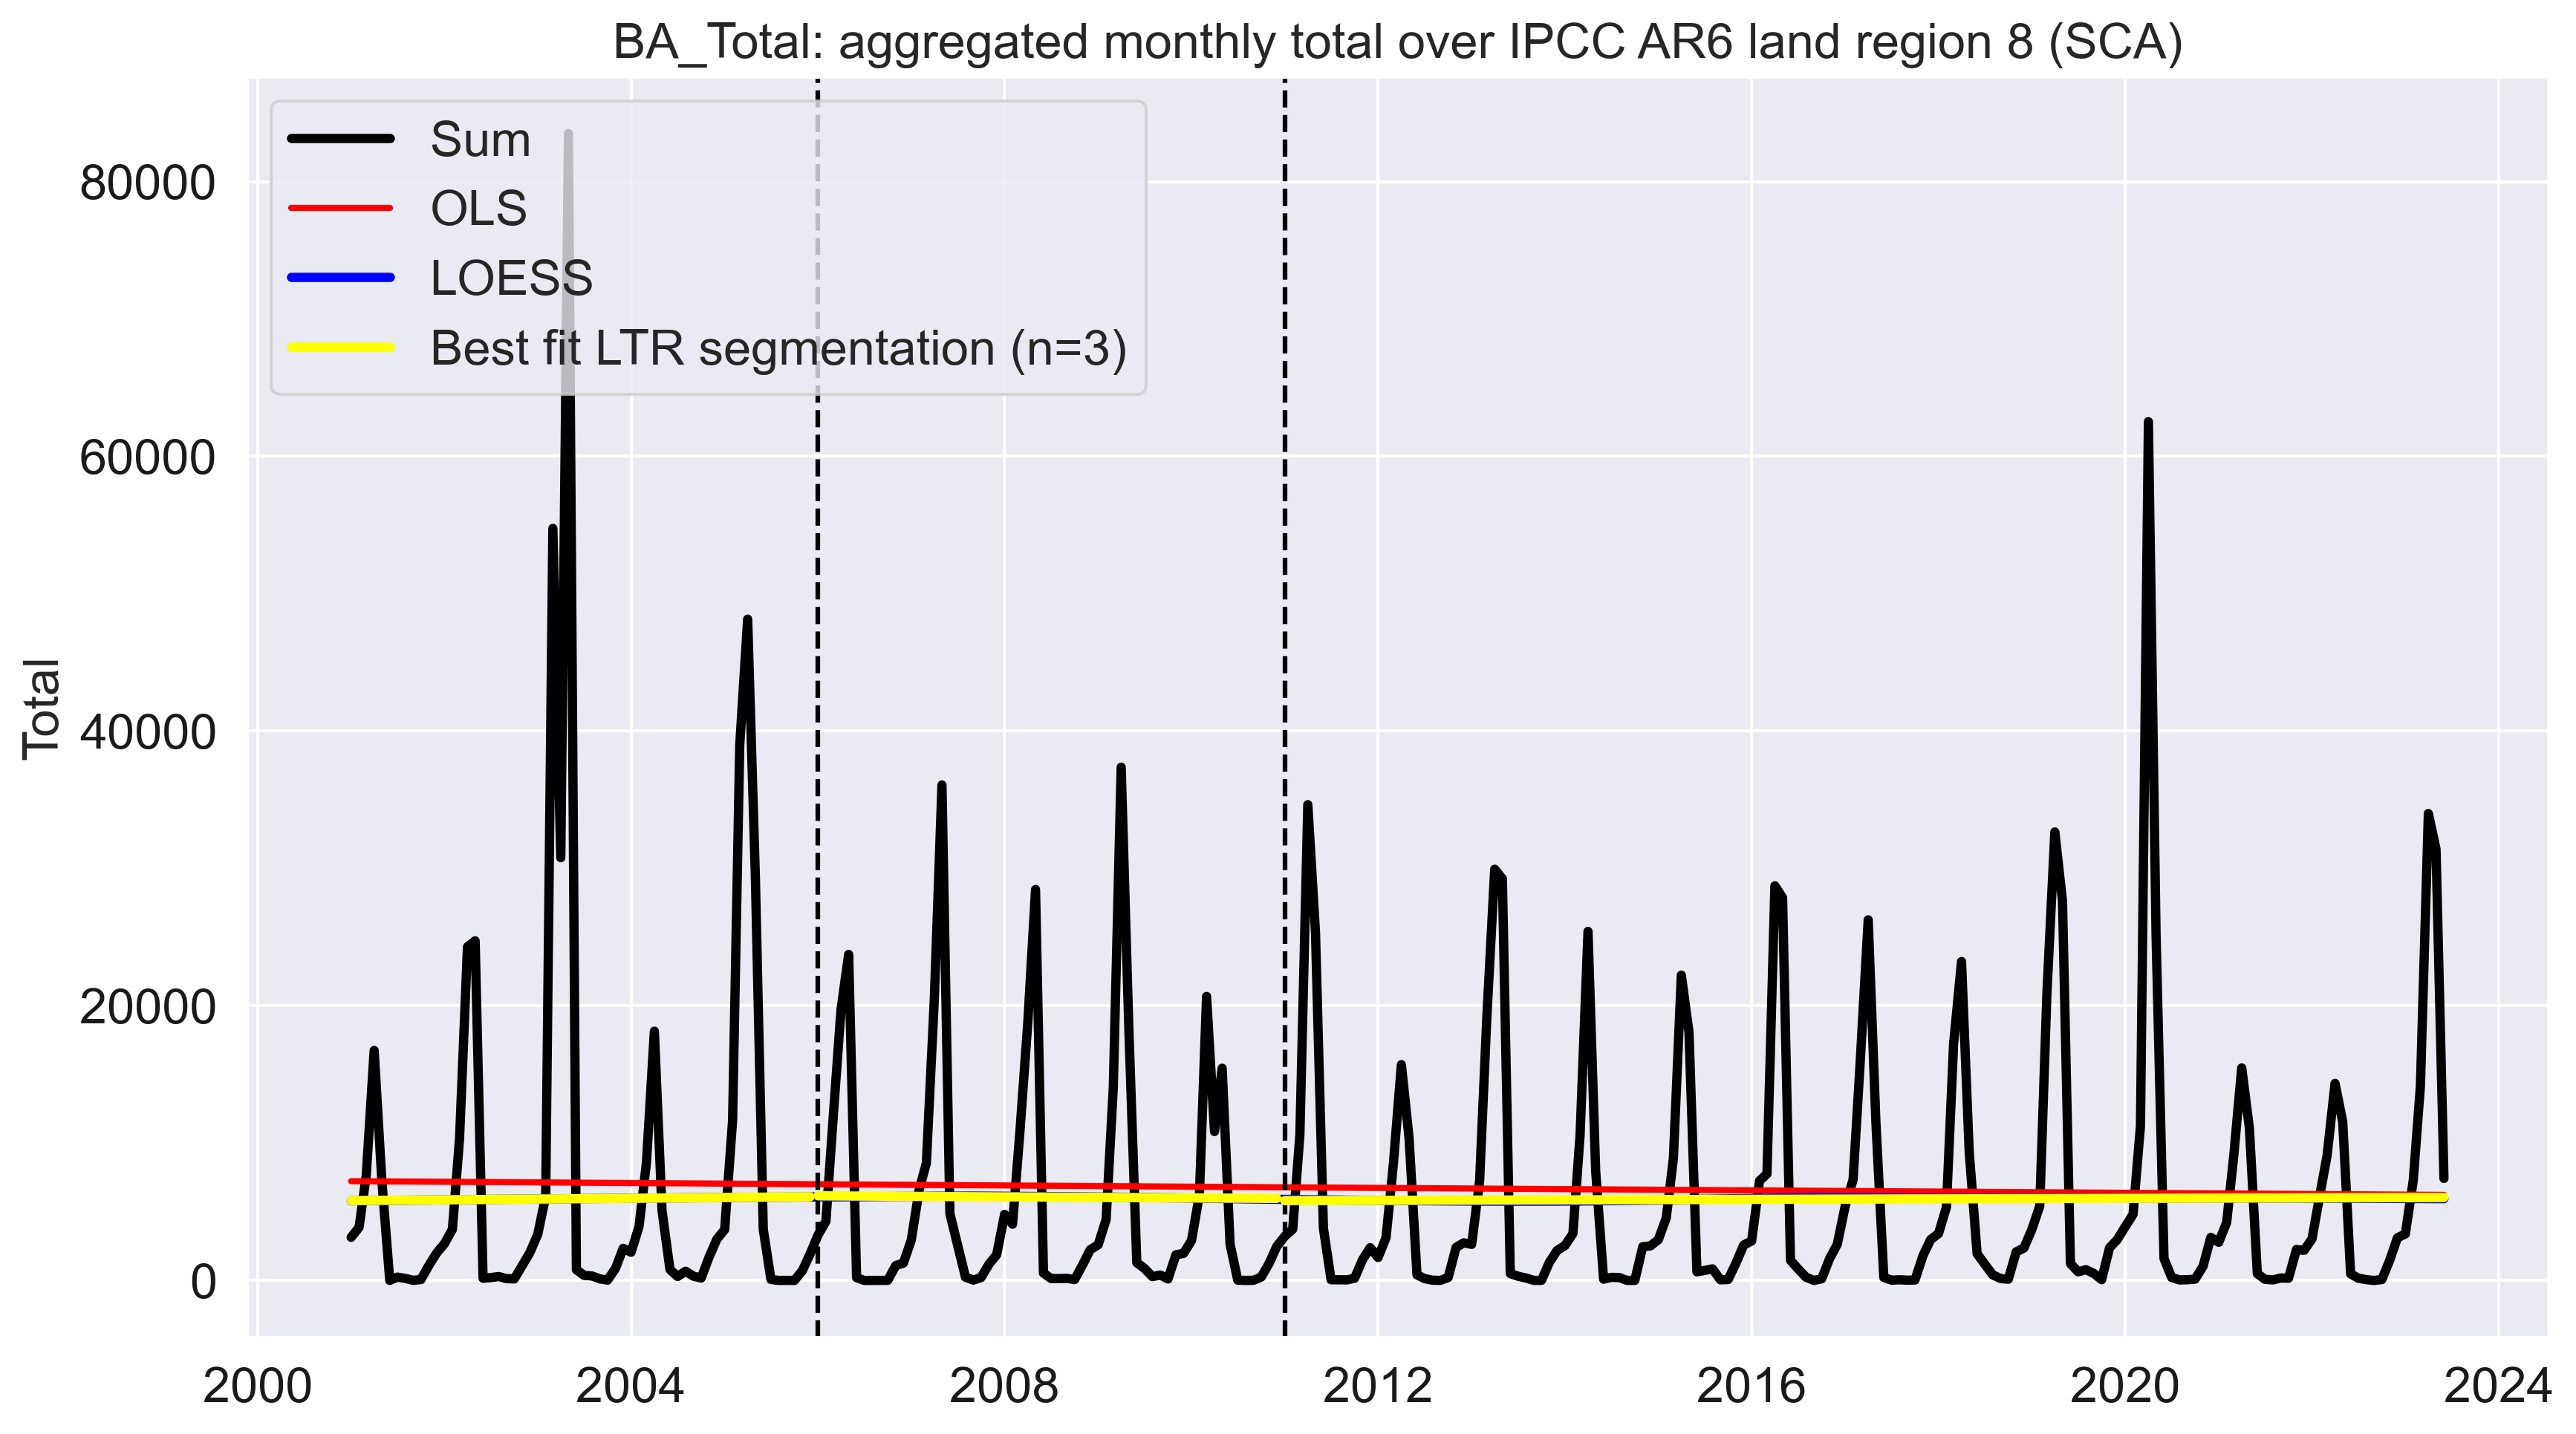 BA_Total: aggregated monthly total over IPCC AR6 land region 8 (SCA)
Sum
OLS
LOESS
Best fit LTR segmentation (n=3)
Total
80000
60000
40000
20000
0
2000 2004 2008 2012 2016 2020 2024